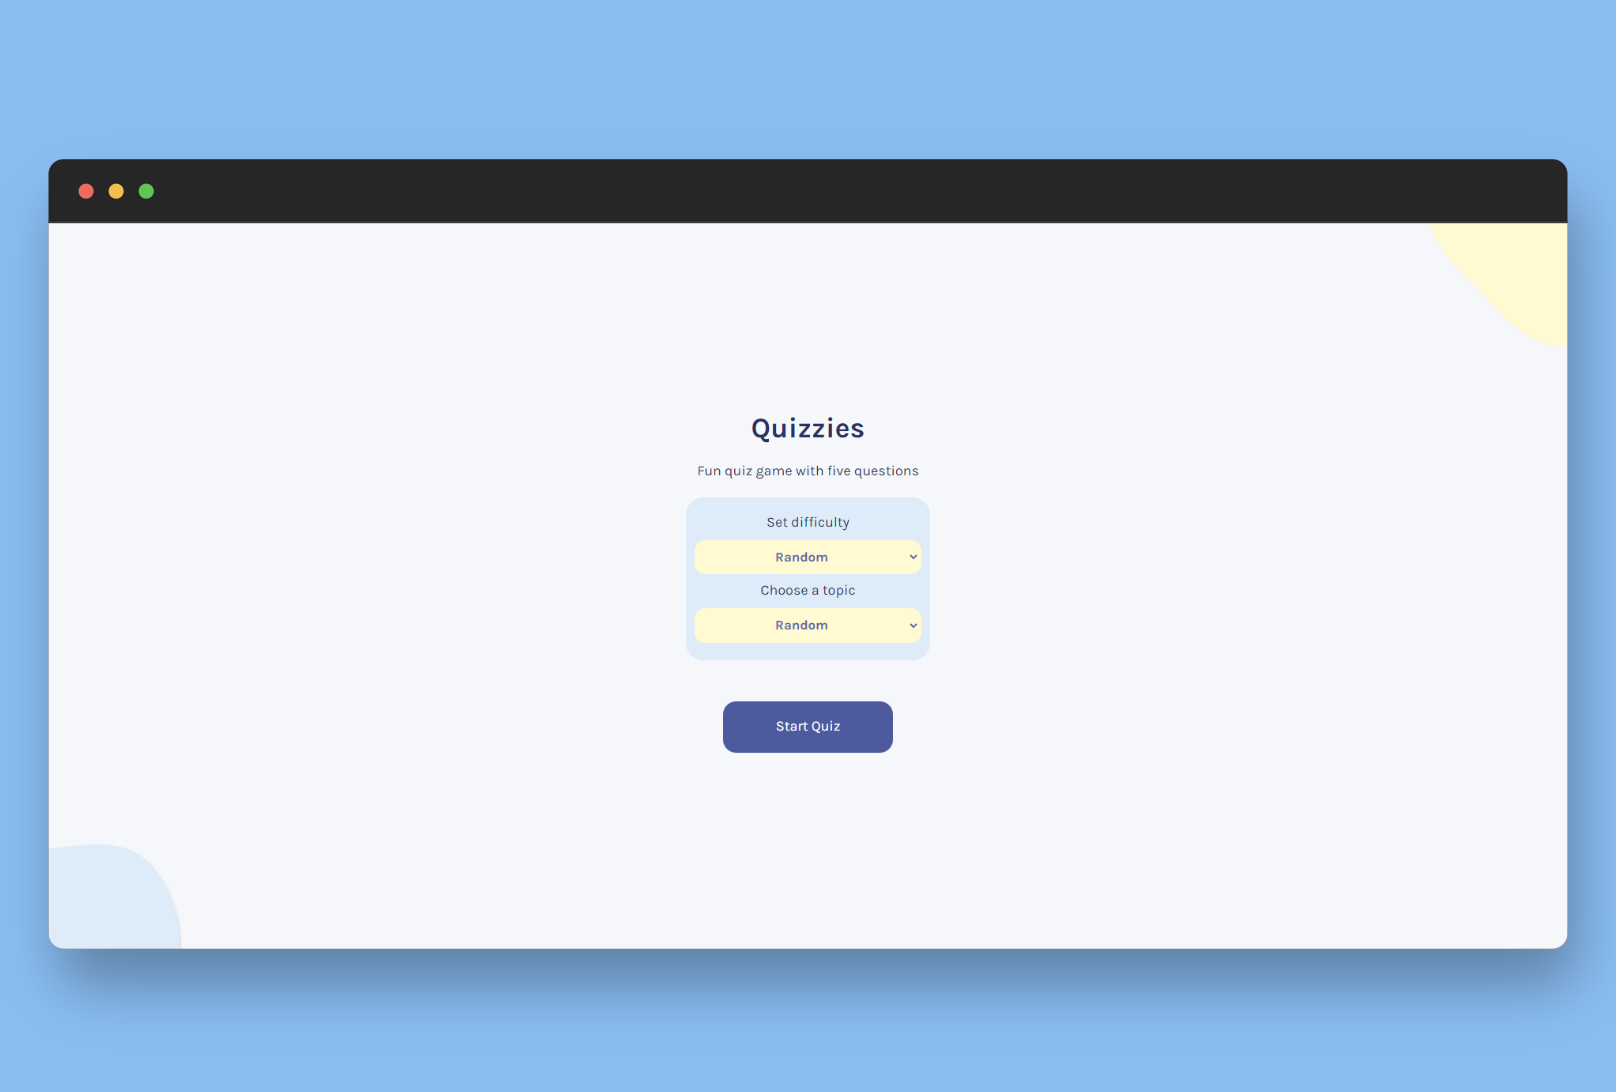 Quizzies
Fun quiz game with five questions
Set difficulty
Random
Choose a topic
Random
Start Quiz